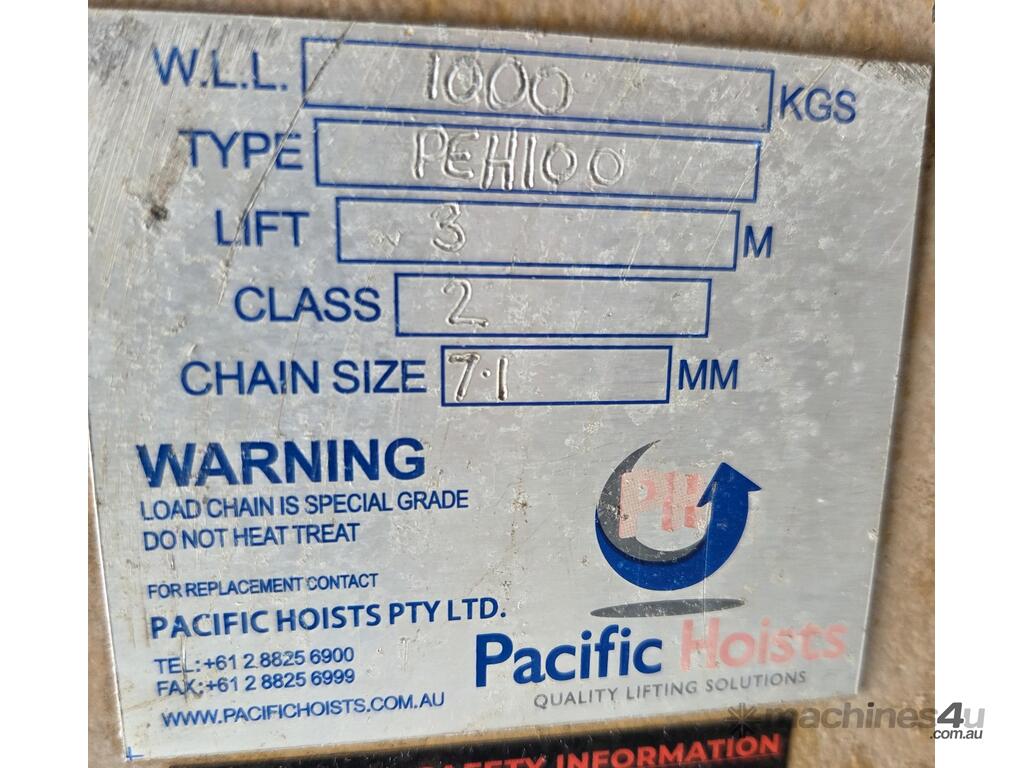 W.L.L. 1000 KGS
TYPE PEH100
LIFT 3 M
CLASS 2
CHAIN SIZE 7.1 MM
WARNING
LOAD CHAIN IS SPECIAL GRADE
DO NOT HEAT TREAT
FOR REPLACEMENT CONTACT
PACIFIC HOISTS PTY LTD.
TEL:+61 2 8825 6900
FAX:+61 2 8825 6999
WWW.PACIFICHOISTS.COM.AU
PH
Pacific Hoists
QUALITY LIFTING SOLUTIONS
machines4u
.com.au
SAFETY INFORMATION